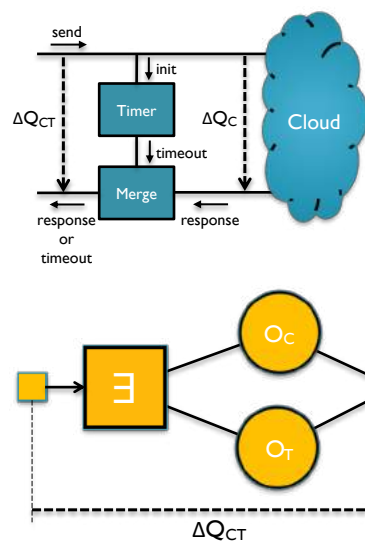 send
init
ΔQCT
Timer
ΔQC
Cloud
timeout
Merge
response
or
timeout
response
∃
OC
OT
ΔQCT